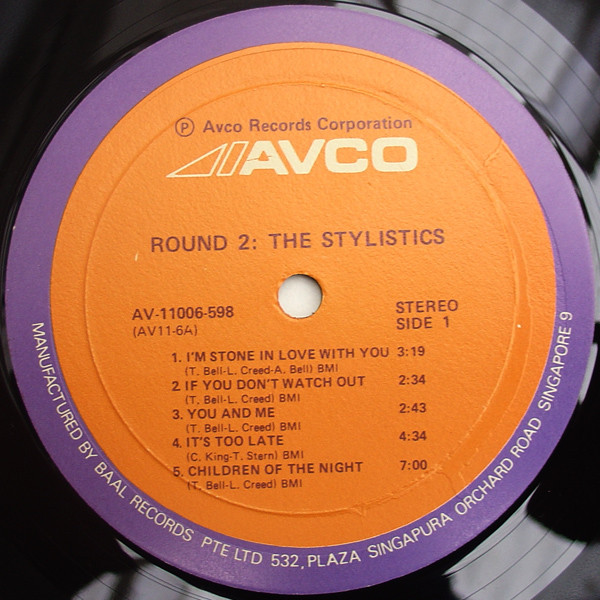 Ⓟ Avco Records Corporation
AVCO
ROUND 2: THE STYLISTICS
AV-11006-598
(AV11-6A)
STEREO
SIDE 1
1. I'M STONE IN LOVE WITH YOU 3:19
(T. Bell-L. Creed-A. Bell) BMI
2. IF YOU DON'T WATCH OUT 2:34
(T. Bell-L. Creed) BMI
3. YOU AND ME 2:43
(T. Bell-L. Creed) BMI
4. IT'S TOO LATE 4:34
(C. King-T. Stern) BMI
5. CHILDREN OF THE NIGHT 7:00
(T. Bell-L. Creed) BMI
MANUFACTURED BY BAAL RECORDS PTE LTD 532, PLAZA SINGAPURA ORCHARD ROAD SINGAPORE 9